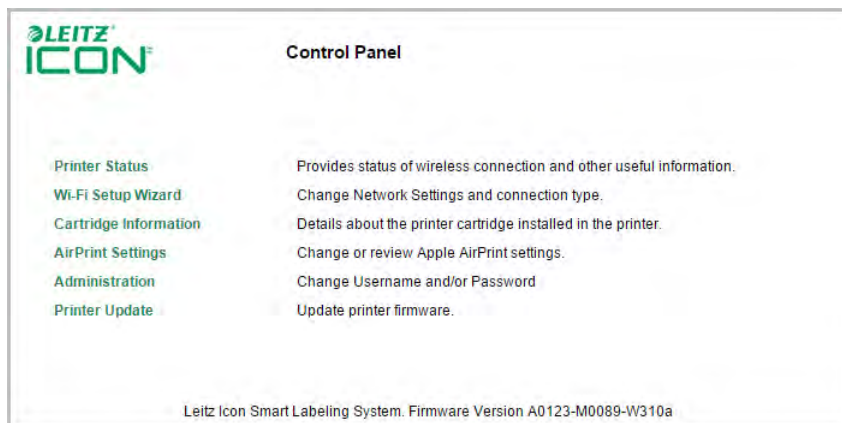 LEITZ
ICON
Control Panel
Printer Status Provides status of wireless connection and other useful information.
Wi-Fi Setup Wizard Change Network Settings and connection type.
Cartridge Information Details about the printer cartridge installed in the printer.
AirPrint Settings Change or review Apple AirPrint settings.
Administration Change Username and/or Password
Printer Update Update printer firmware.
Leitz Icon Smart Labeling System. Firmware Version A0123-M0089-W310a